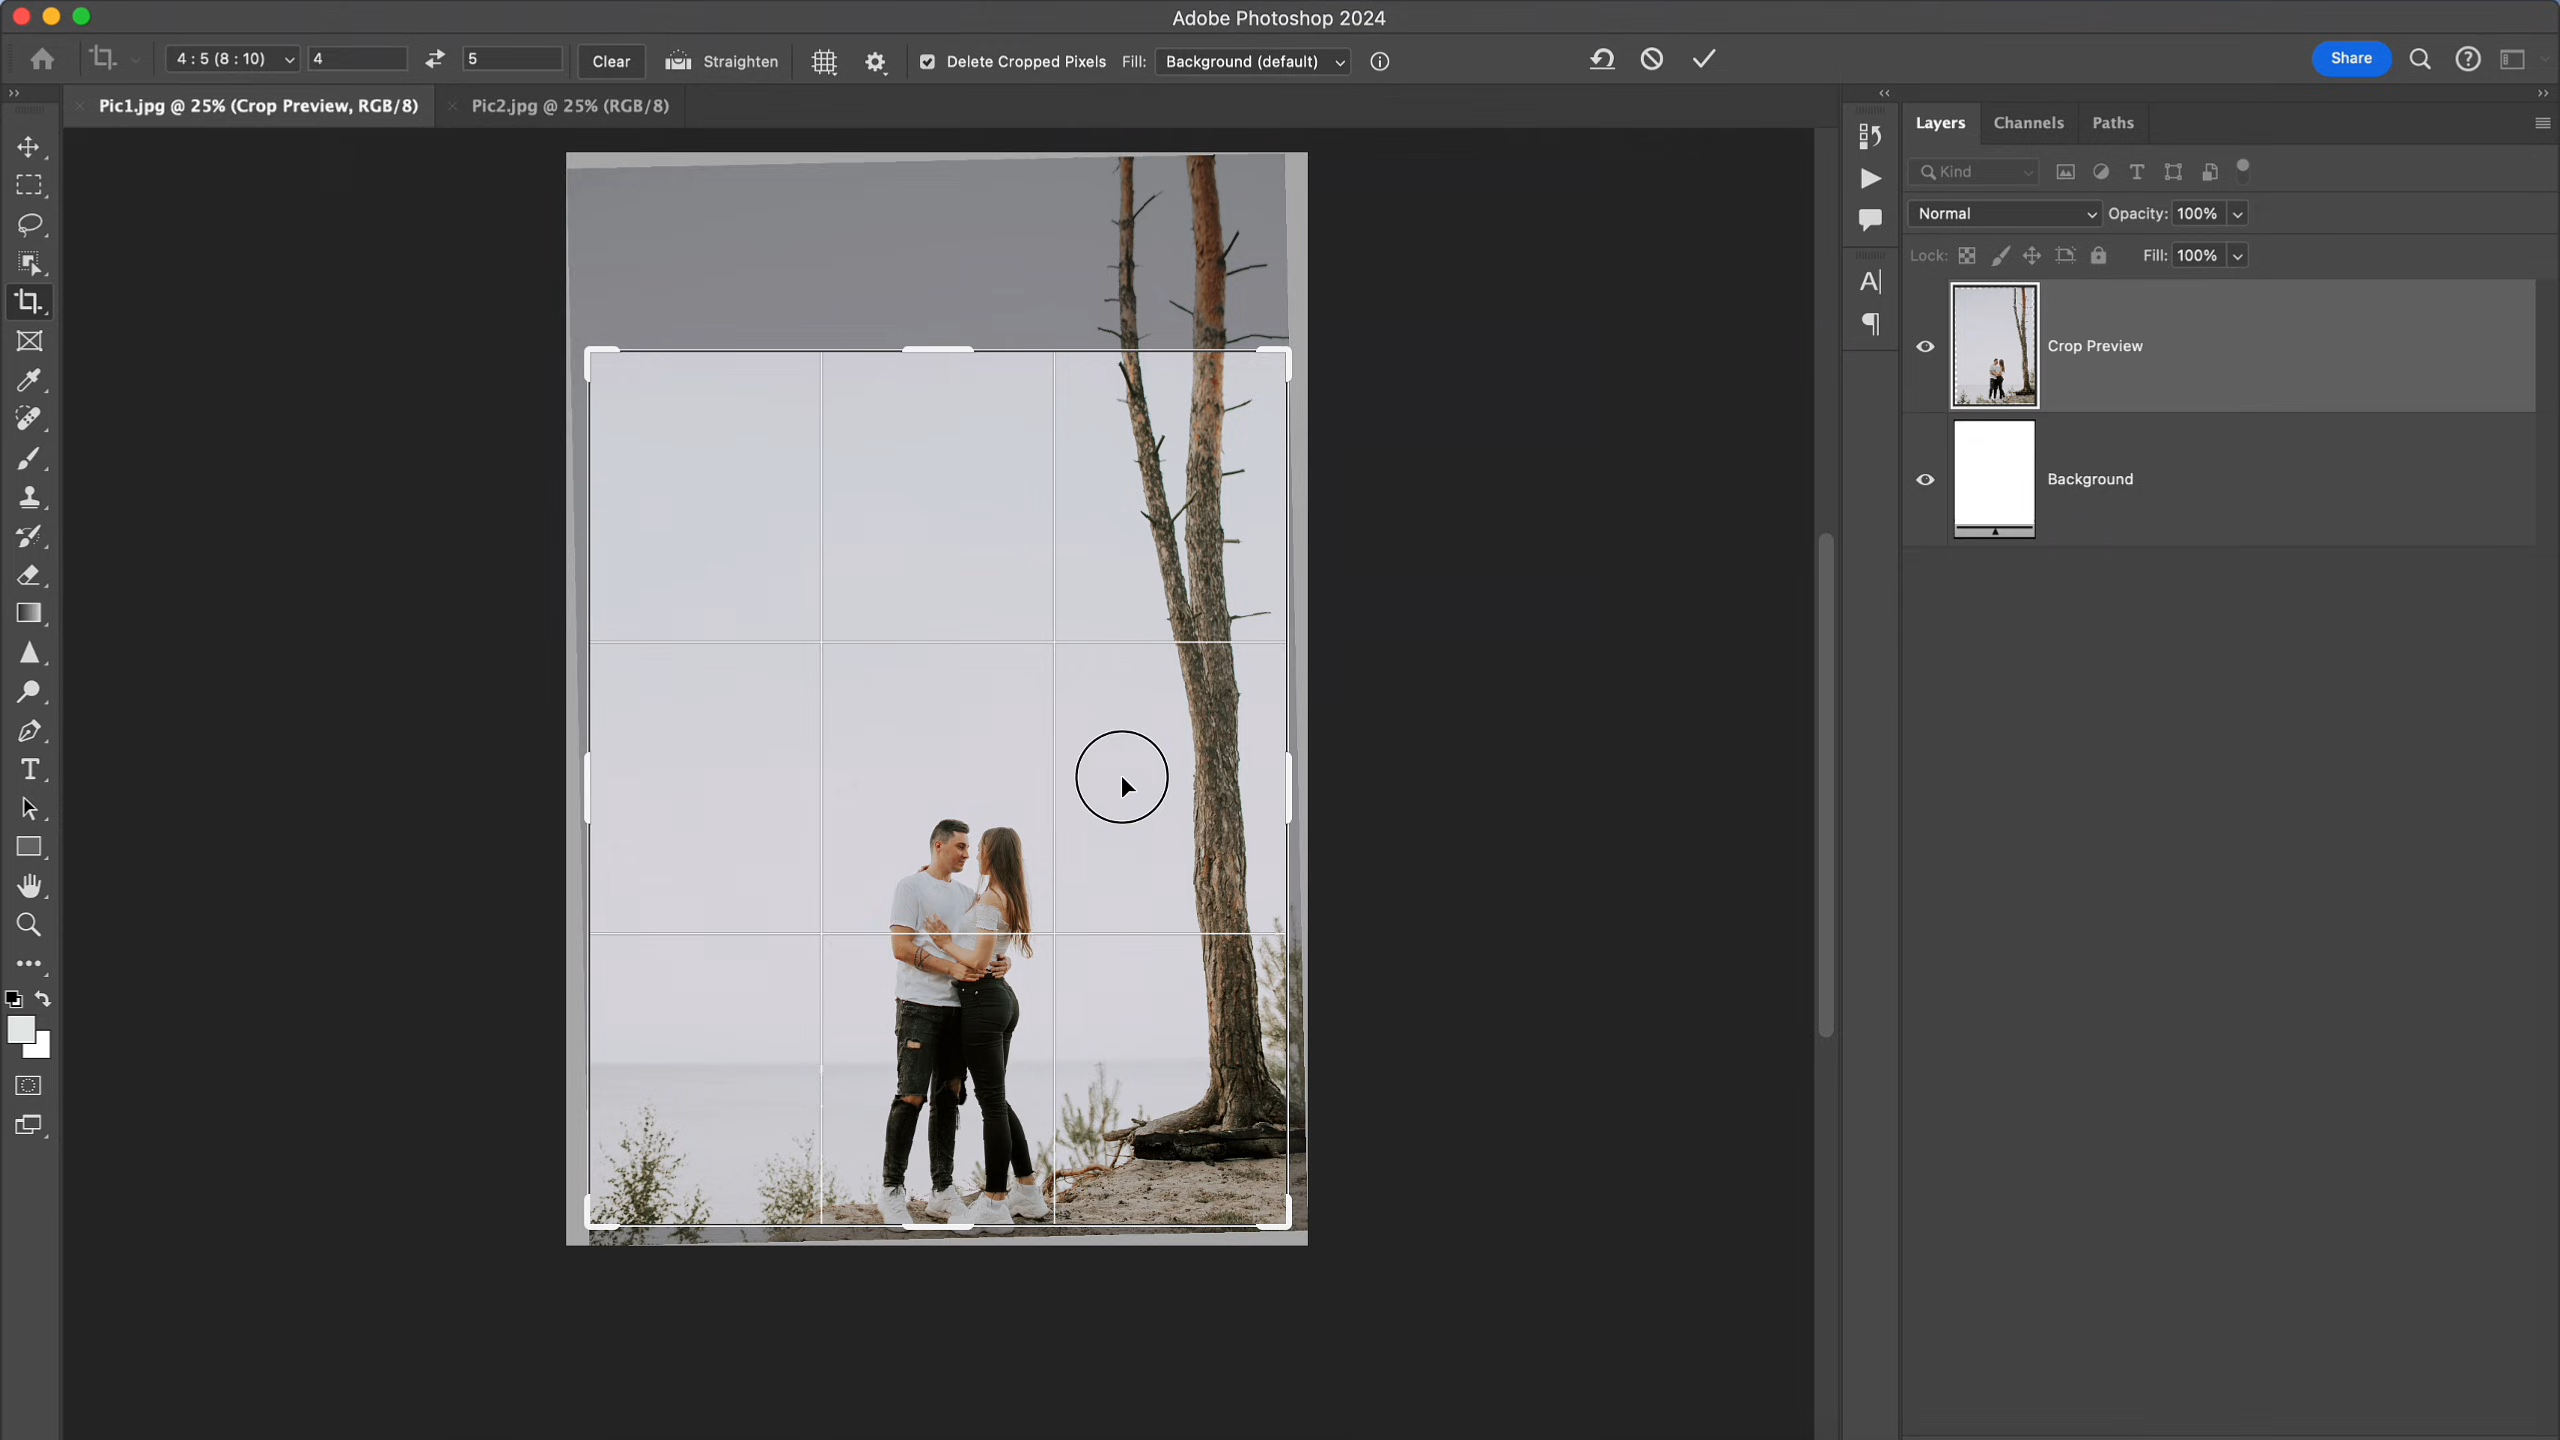 Adobe Photoshop 2024
4 : 5 (8 : 10) 4 5 Clear Straighten Delete Cropped Pixels Fill: Background (default) Share
Pic1.jpg @ 25% (Crop Preview, RGB/8) Pic2.jpg @ 25% (RGB/8)
Layers Channels Paths
Kind
Normal Opacity: 100%
Lock: Fill: 100%
Crop Preview
Background